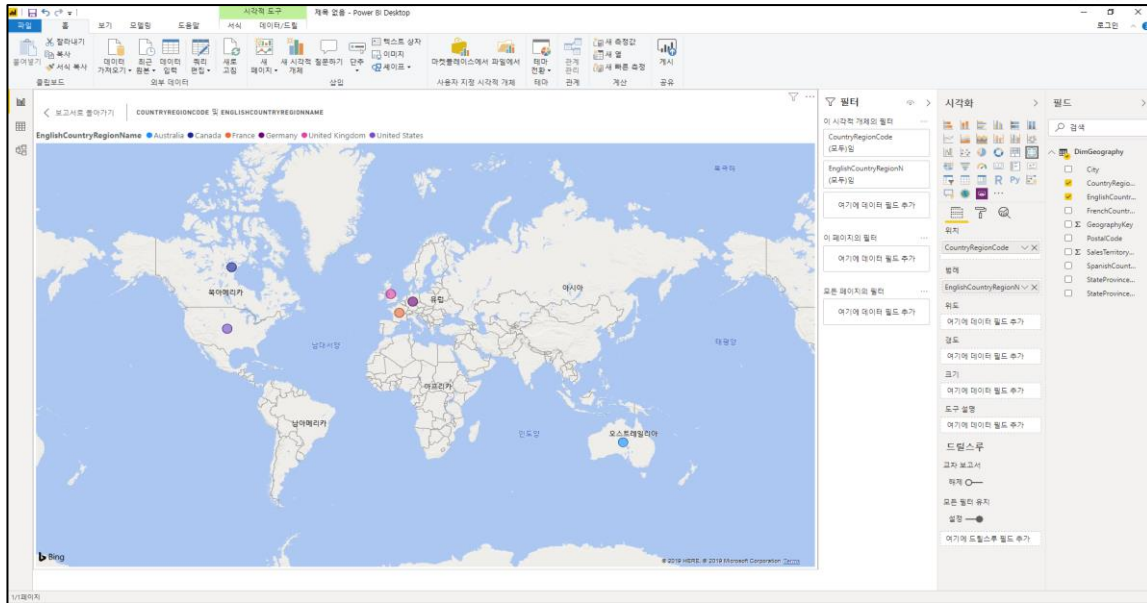 시각적 도구
제목 없음 - Power BI Desktop
파일
홈
보기
모델링
도움말
서식
데이터/드릴
로그인
붙여넣기
잘라내기
복사
서식 복사
클립보드
데이터 가져오기
최근 원본
데이터 입력
쿼리 편집
외부 데이터
새로 고침
새 페이지
새 시각적 개체
질문하기
단추
텍스트 상자
이미지
셰이프
삽입
마켓플레이스에서
파일에서
사용자 지정 시각적 개체
테마 전환
테마
관계 관리
관계
새 측정값
새 열
새 빠른 측정
계산
게시
공유
보고서로 돌아가기
COUNTRYREGIONCODE 및 ENGLISHCOUNTRYREGIONNAME
EnglishCountryRegionName Australia Canada France Germany United Kingdom United States
북극해
북아메리카
유럽
아시아
북대서양
태평양
아프리카
남아메리카
인도양
오스트레일리아
Bing
© 2019 HERE, © 2019 Microsoft Corporation Terms
필터
이 시각적 개체의 필터
CountryRegionCode
(모두)임
EnglishCountryRegionN
(모두)임
여기에 데이터 필드 추가
이 페이지의 필터
여기에 데이터 필드 추가
모든 페이지의 필터
여기에 데이터 필드 추가
시각화
R Py
위치
CountryRegionCode
범례
EnglishCountryRegionN
위도
여기에 데이터 필드 추가
경도
여기에 데이터 필드 추가
크기
여기에 데이터 필드 추가
도구 설명
여기에 데이터 필드 추가
드릴스루
교차 보고서
해제
모든 필터 유지
설정
여기에 드릴스루 필드 추가
필드
검색
DimGeography
City
CountryRegio...
EnglishCountr...
FrenchCountr...
Σ GeographyKey
PostalCode
Σ SalesTerritory...
SpanishCount...
StateProvince...
StateProvince...
1/1페이지